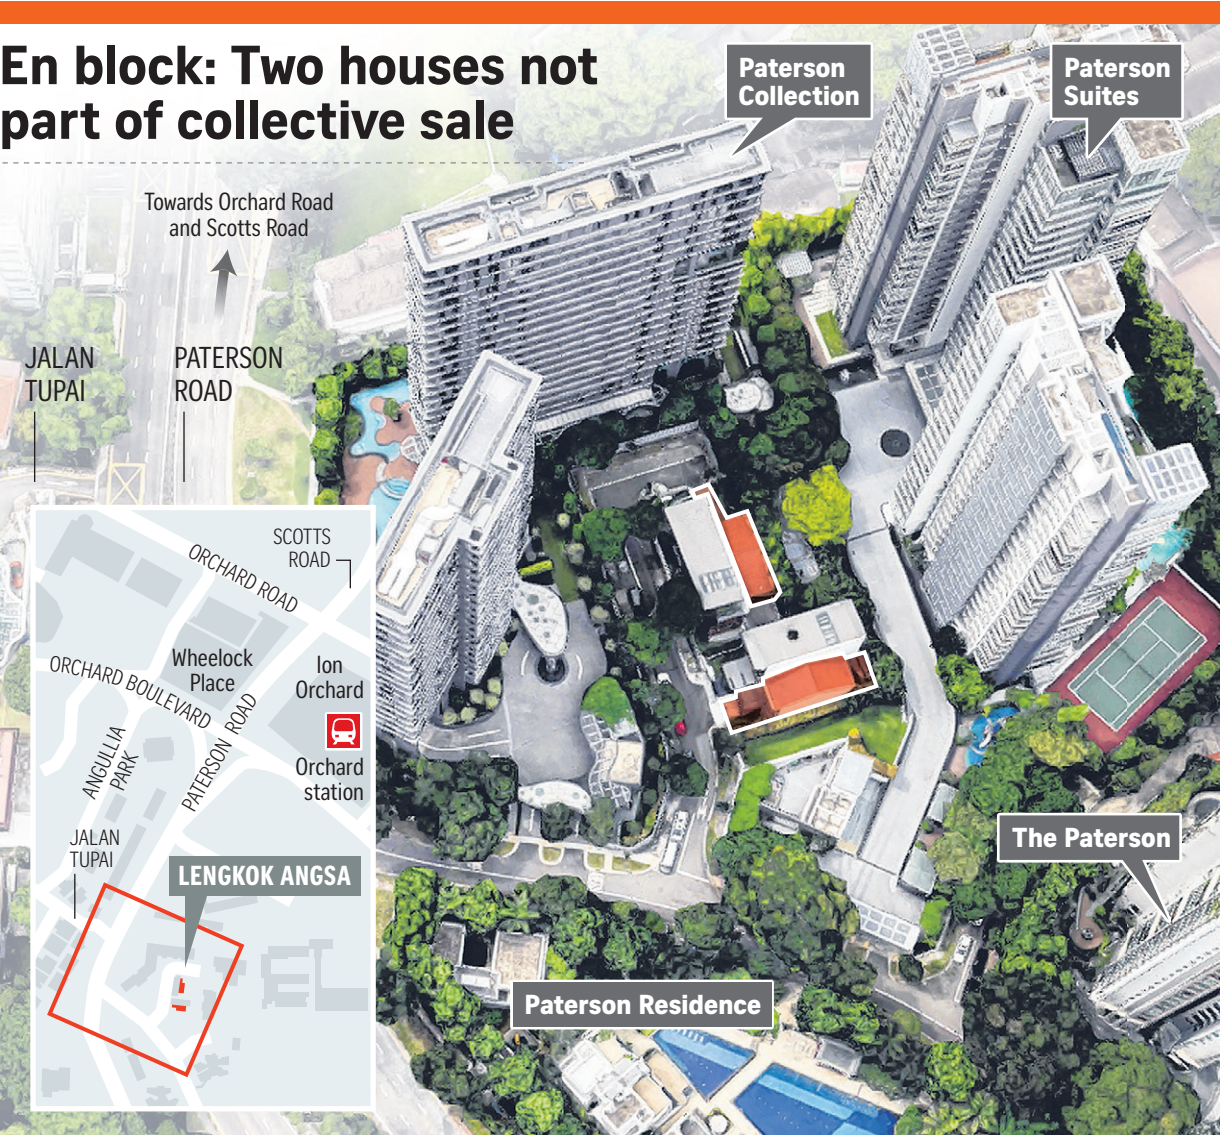 En block: Two houses not
part of collective sale
Paterson
Collection
Paterson
Suites
Towards Orchard Road
and Scotts Road
JALAN
TUPAI
PATERSON
ROAD
SCOTTS
ROAD
ORCHARD ROAD
ORCHARD BOULEVARD
Wheelock
Place
Ion
Orchard
PATERSON ROAD
ANGULLIA
PARK
Orchard
station
JALAN
TUPAI
LENGKOK ANGSA
The Paterson
Paterson Residence